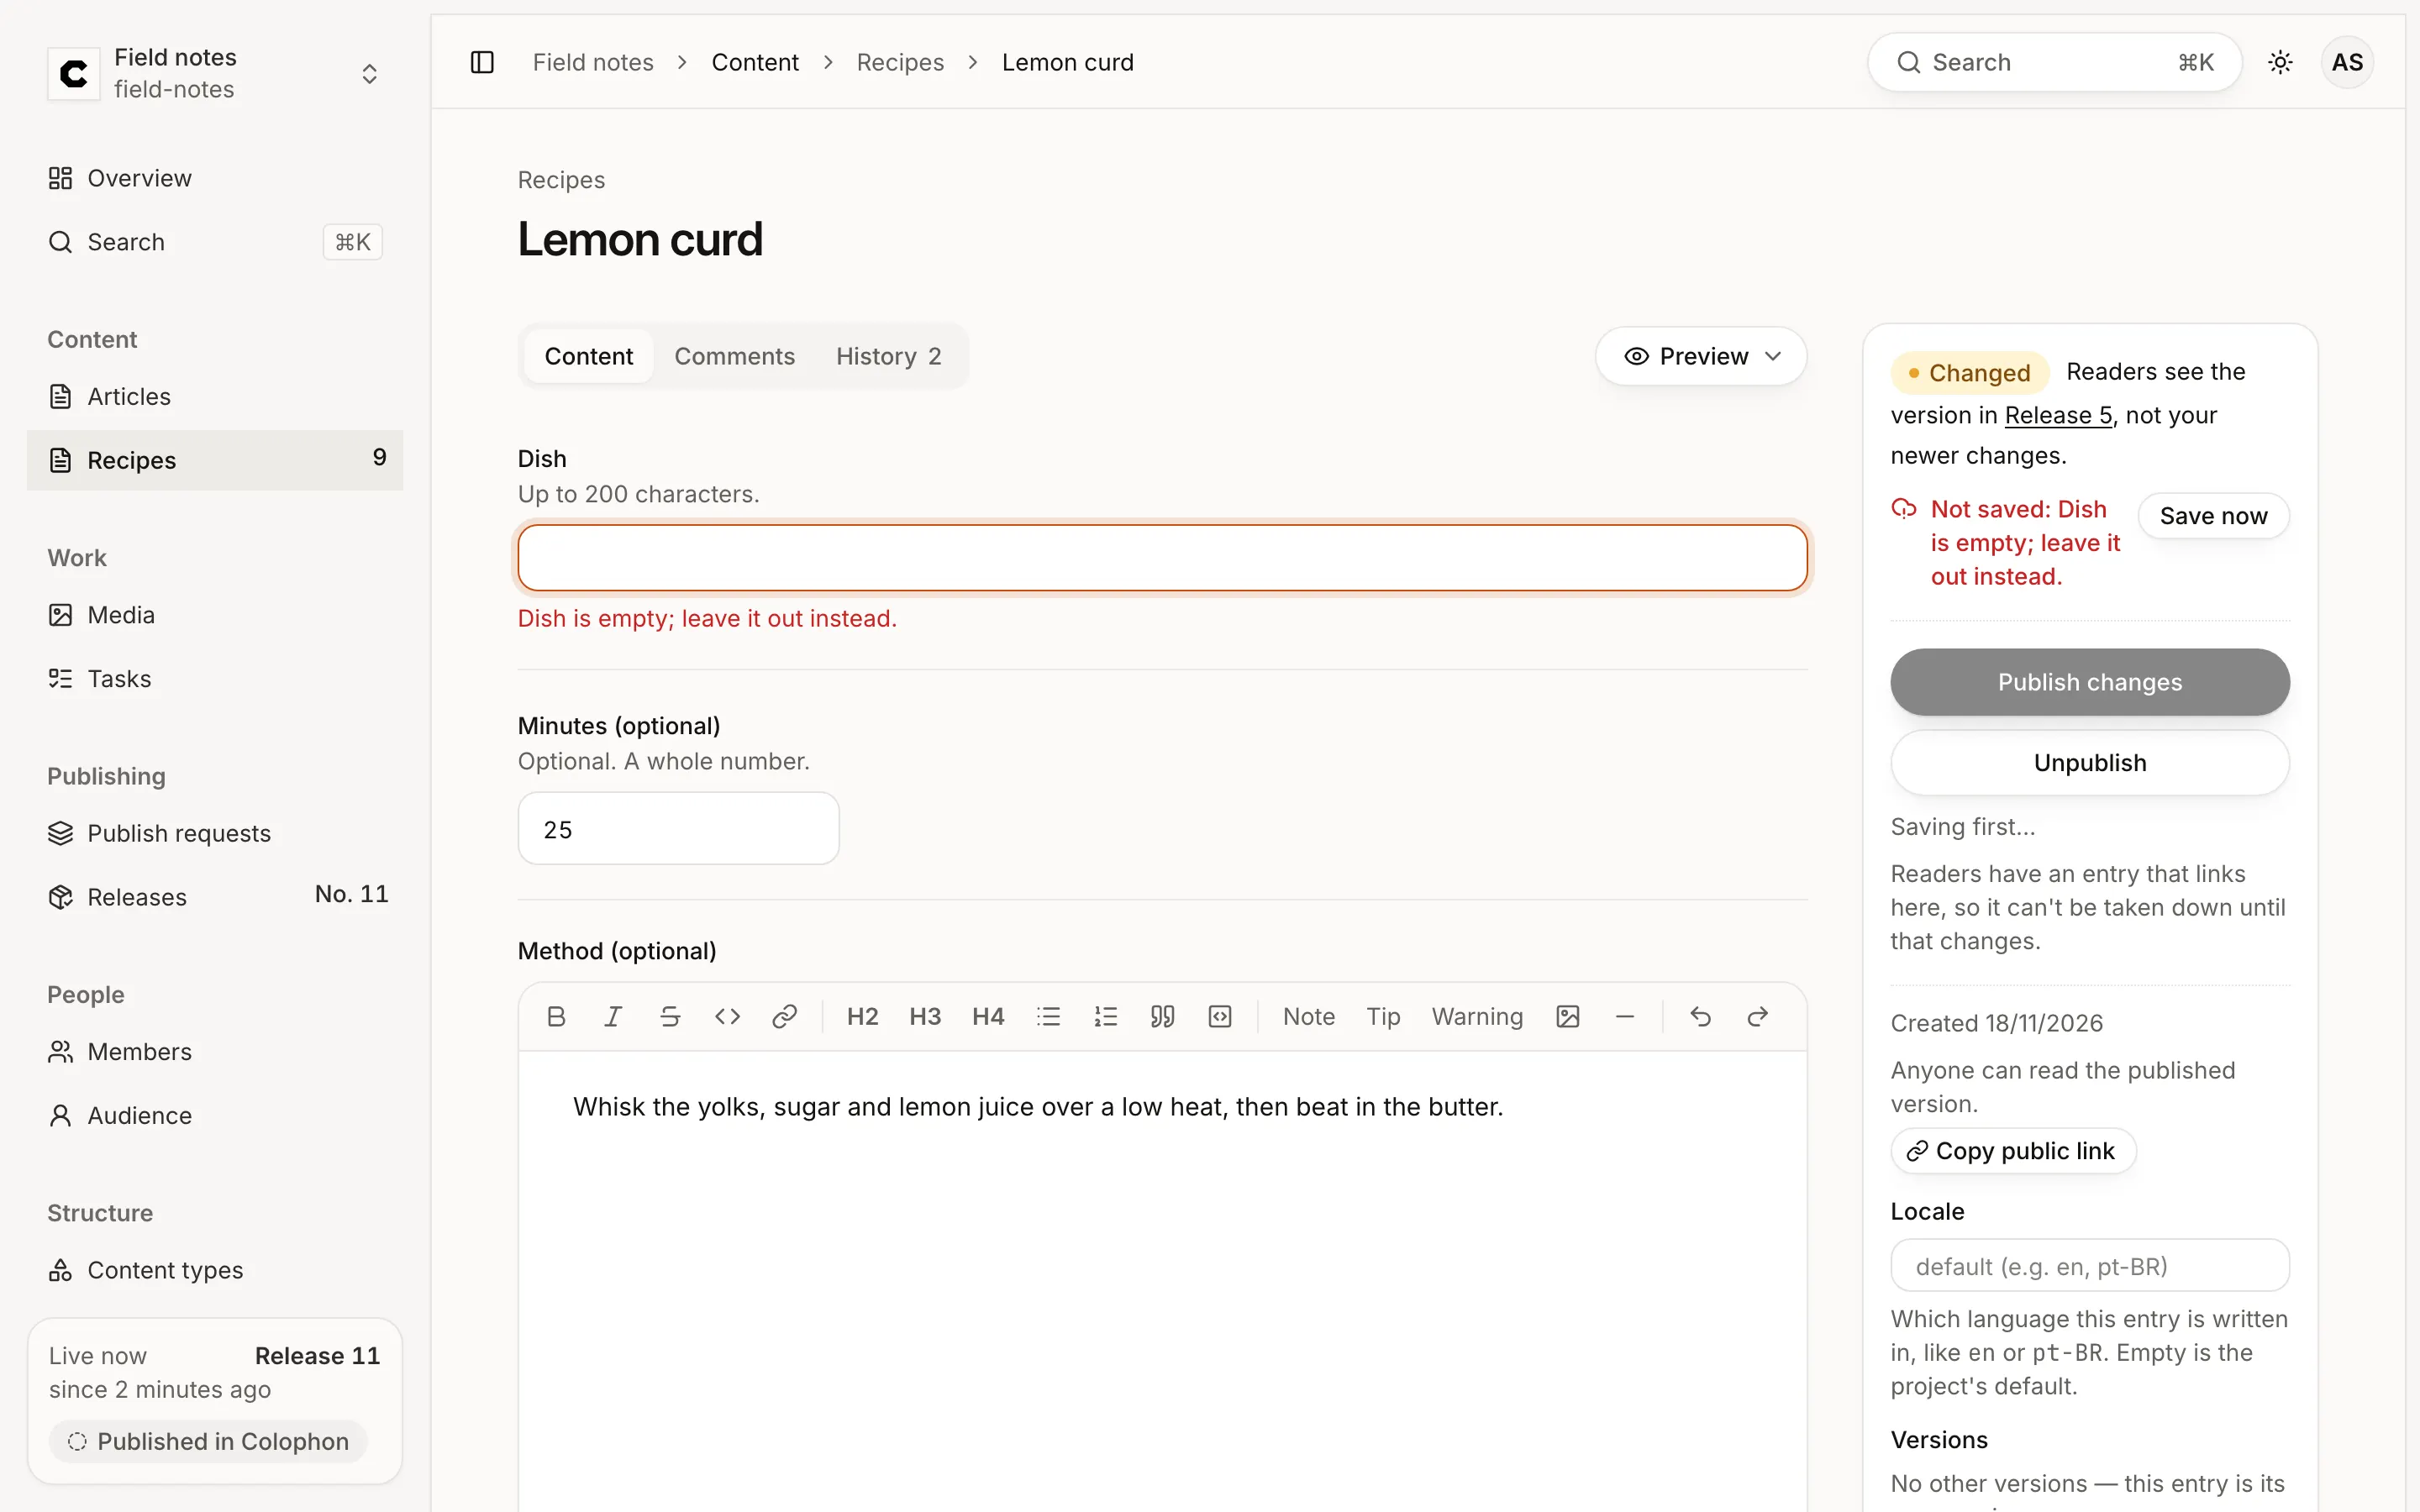 Field notes
field-notes
Overview
Search ⌘K
Content
Articles
Recipes 9
Work
Media
Tasks
Publishing
Publish requests
Releases No. 11
People
Members
Audience
Structure
Content types
Live now Release 11
since 2 minutes ago
Published in Colophon
Field notes > Content > Recipes > Lemon curd
Search ⌘K
AS
Recipes
Lemon curd
Content Comments History 2
Preview
Dish
Up to 200 characters.
Dish is empty; leave it out instead.
Minutes (optional)
Optional. A whole number.
25
Method (optional)
H2 H3 H4 Note Tip Warning
Whisk the yolks, sugar and lemon juice over a low heat, then beat in the butter.
Changed Readers see the
version in Release 5, not your
newer changes.
Not saved: Dish
is empty; leave it
out instead.
Save now
Publish changes
Unpublish
Saving first...
Readers have an entry that links
here, so it can't be taken down until
that changes.
Created 18/11/2026
Anyone can read the published
version.
Copy public link
Locale
default (e.g. en, pt-BR)
Which language this entry is written
in, like en or pt-BR. Empty is the
project's default.
Versions
No other versions — this entry is its